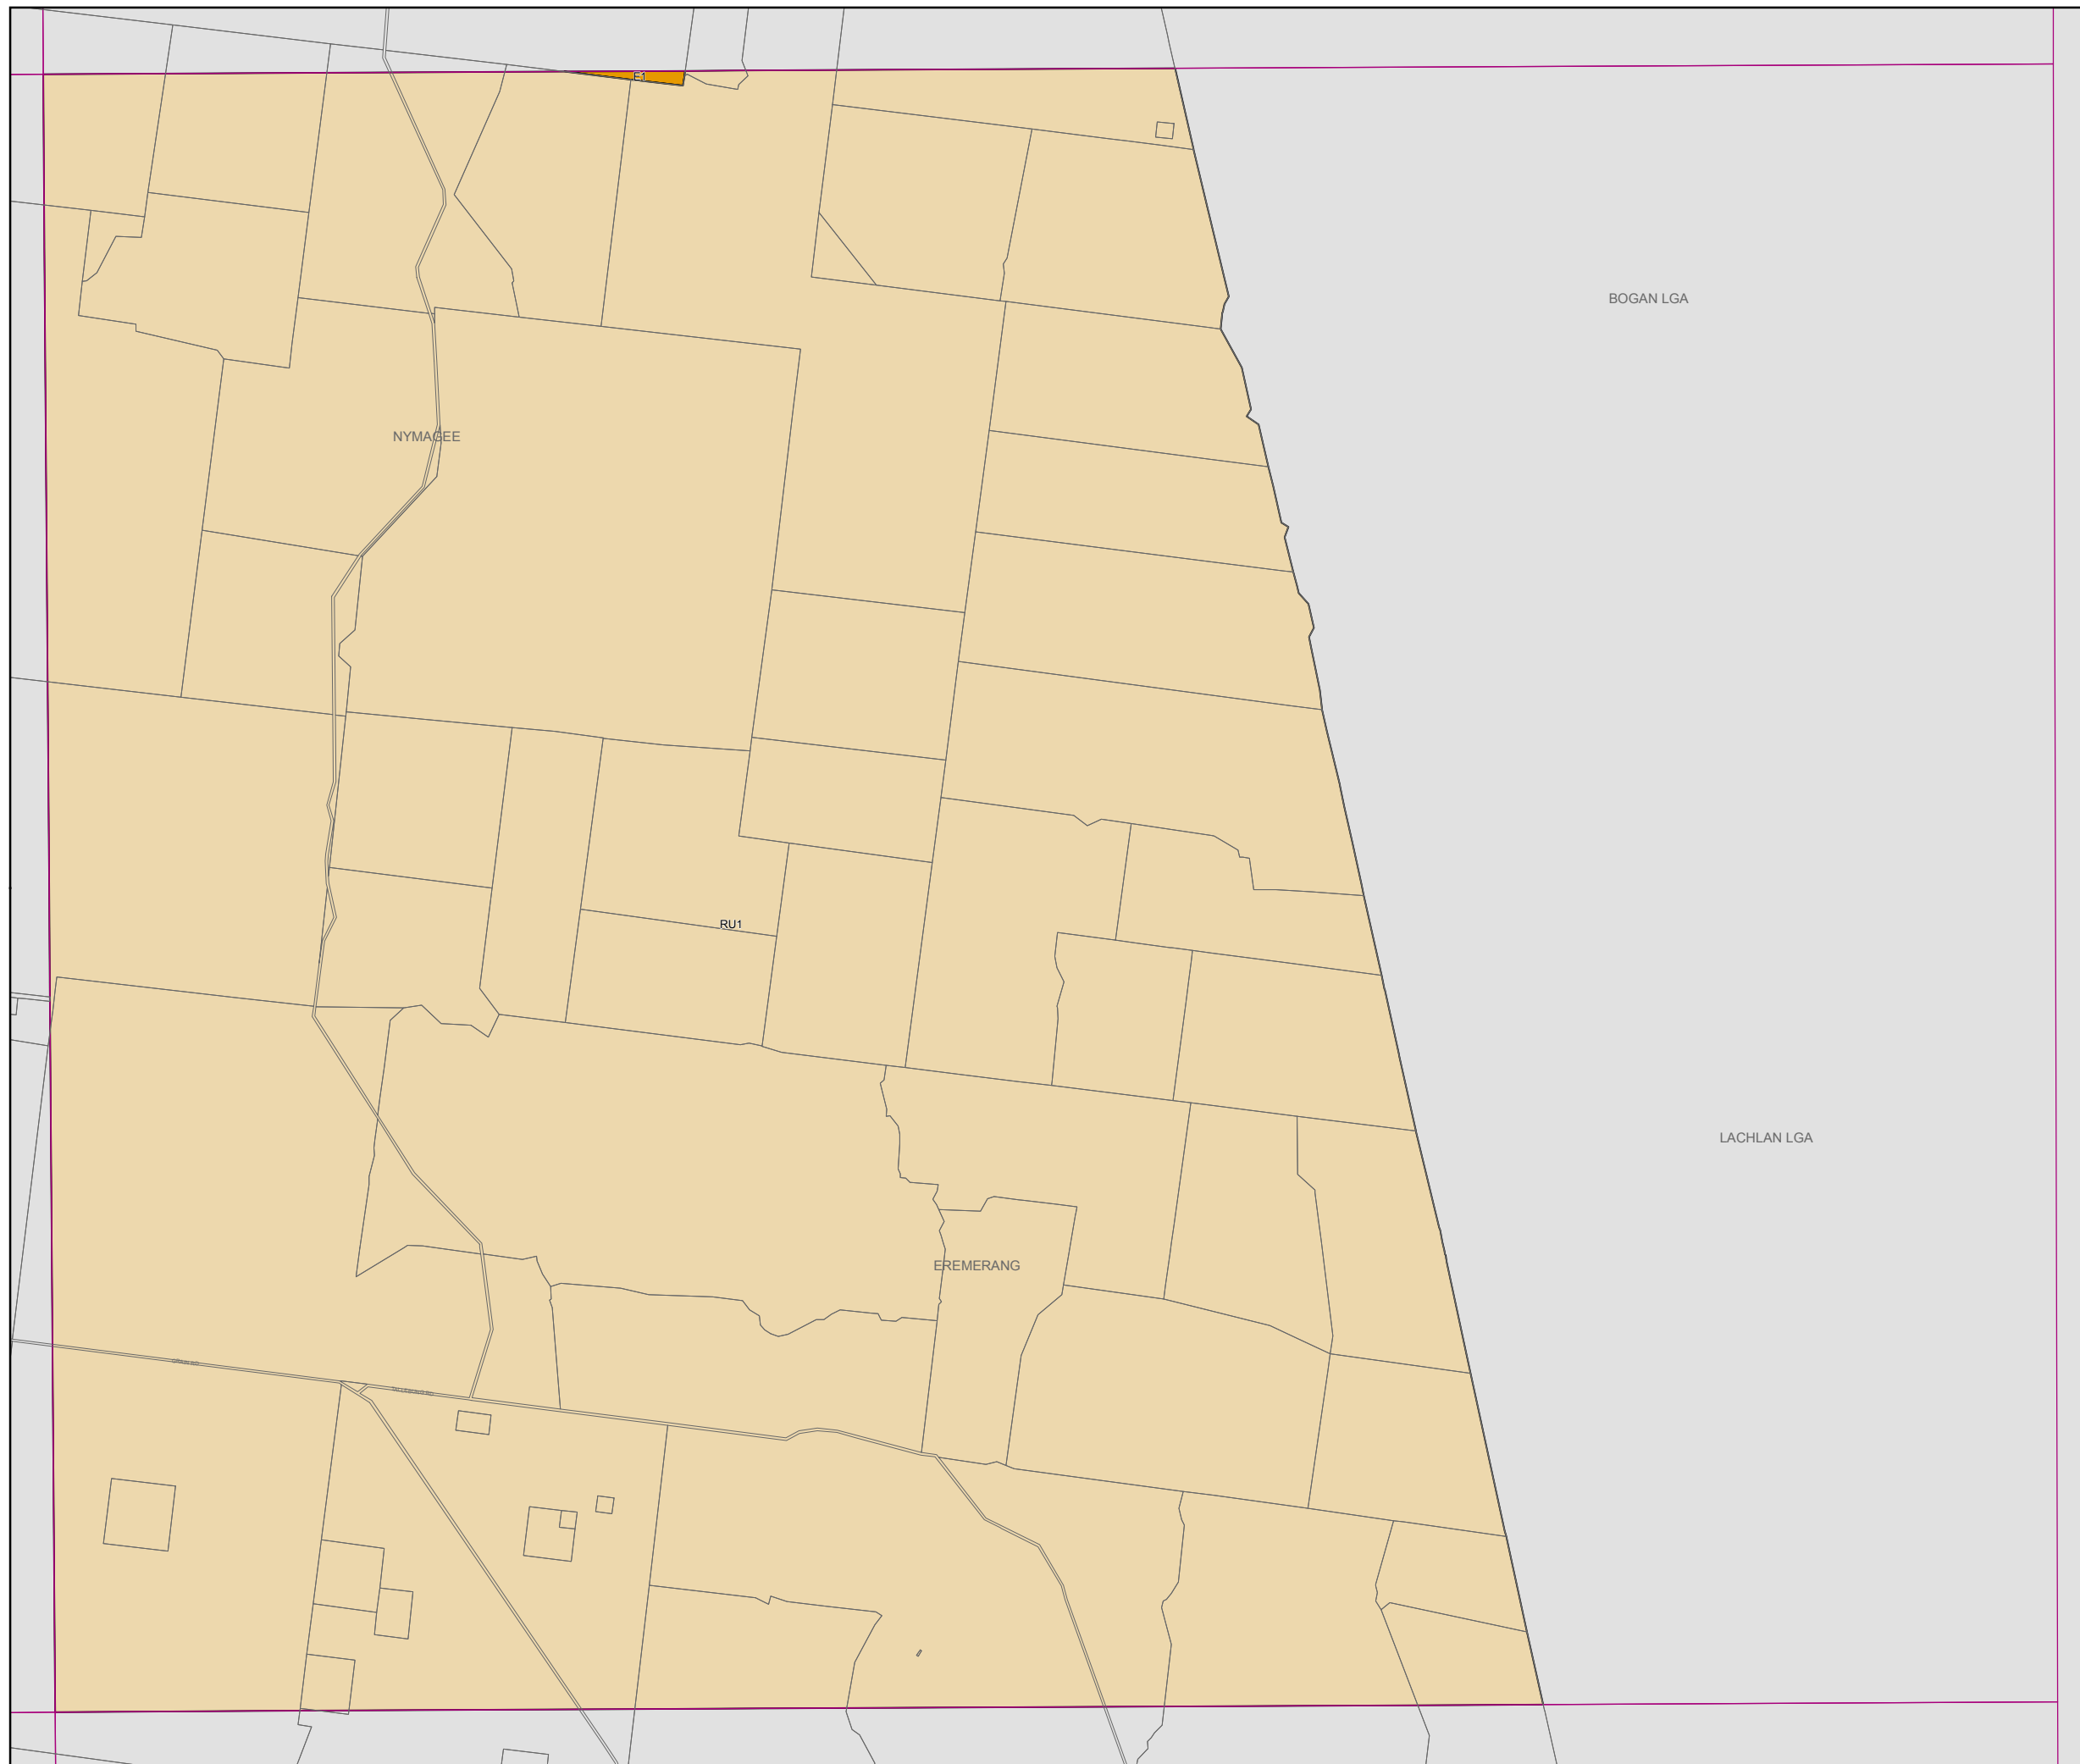 E1
BOGAN LGA
NYMAGEE
RU1
LACHLAN LGA
EREMERANG